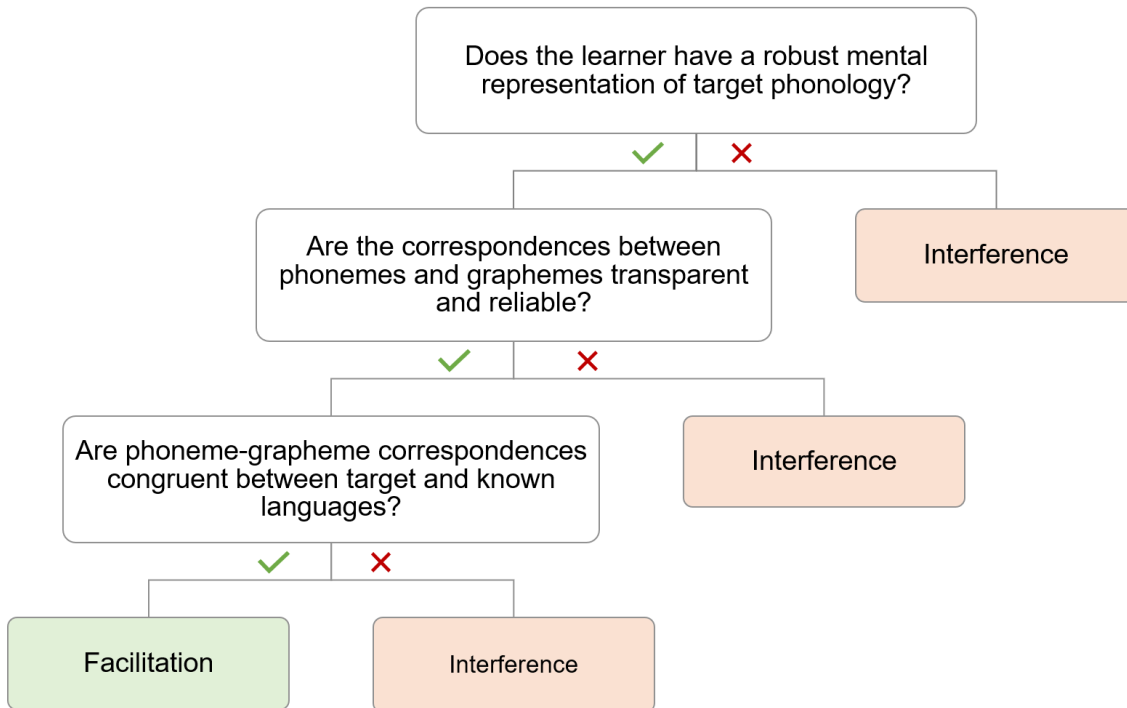 Does the learner have a robust mental
representation of target phonology?
Are the correspondences between
phonemes and graphemes transparent
and reliable?
Interference
Are phoneme-grapheme correspondences
congruent between target and known
languages?
Interference
Facilitation
Interference